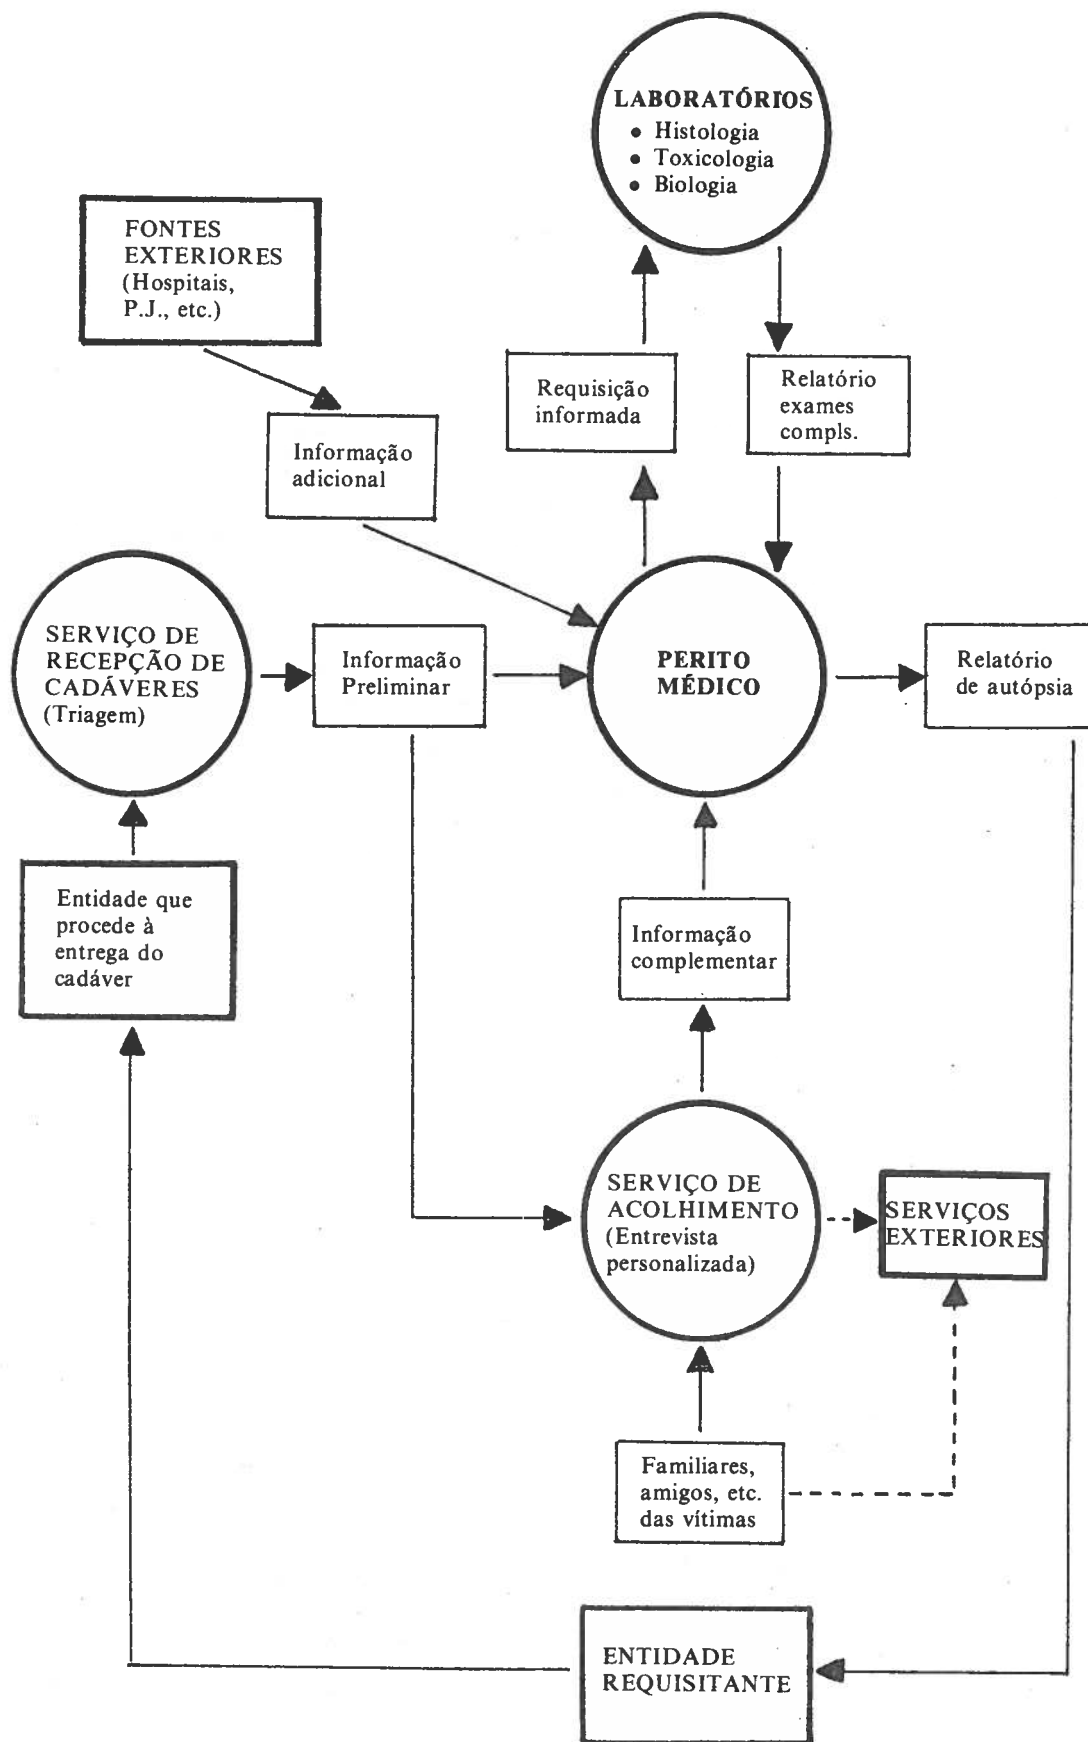 LABORATÓRIOS
• Histologia
• Toxicologia
• Biologia
FONTES
EXTERIORES
(Hospitais,
P.J., etc.)
Requisição
informada
Relatório
exames
compls.
Informação
adicional
SERVIÇO DE
RECEPÇÃO DE
CADÁVERES
(Triagem)
Informação
Preliminar
PERITO
MÉDICO
Relatório
de autópsia
Entidade que
procede à
entrega do
cadáver
Informação
complementar
SERVIÇO DE
ACOLHIMENTO
(Entrevista
personalizada)
SERVIÇOS
EXTERIORES
Familiares,
amigos, etc.
das vítimas
ENTIDADE
REQUISITANTE